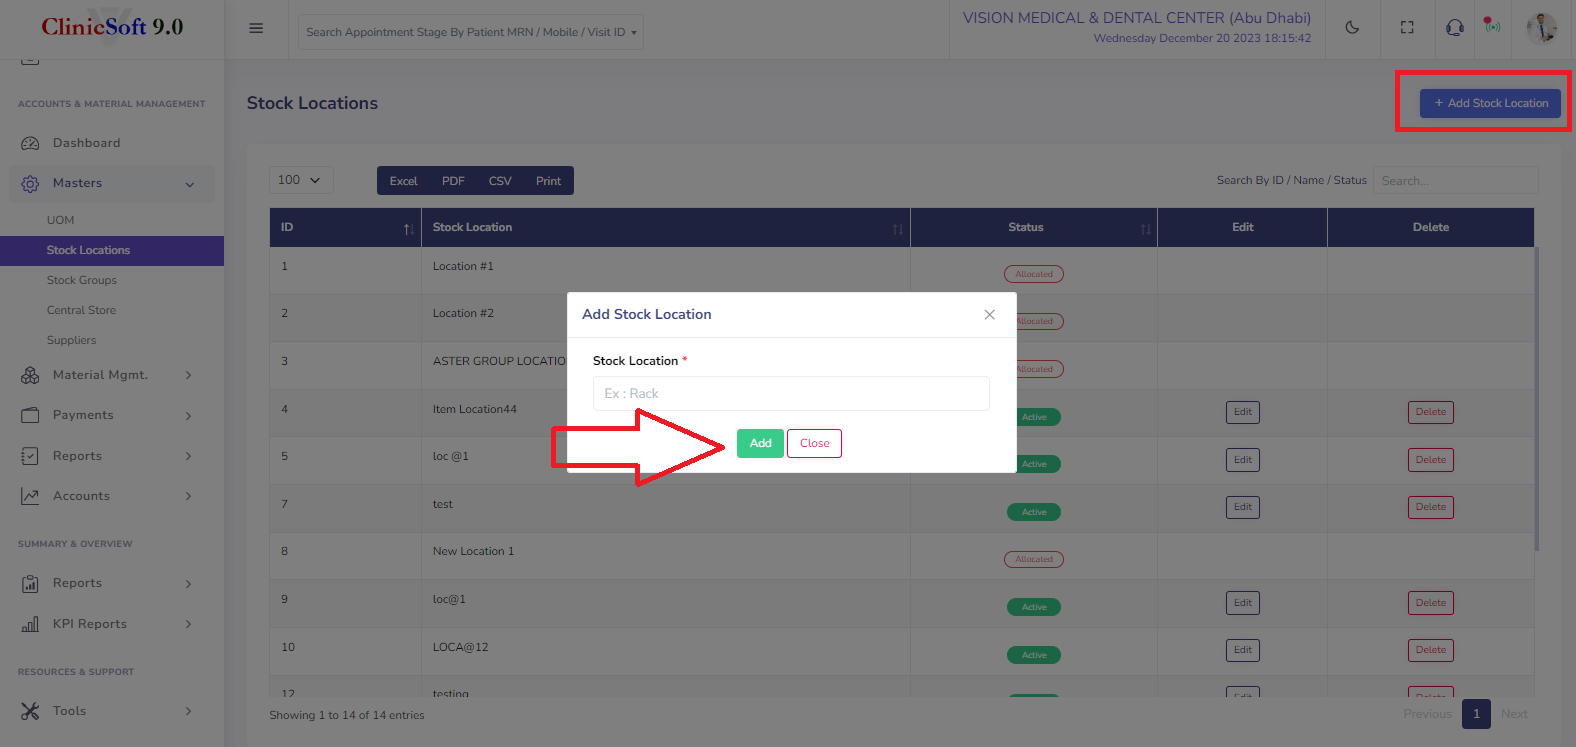 ClinicSoft 9.0
Search Appointment Stage By Patient MRN / Mobile / Visit ID
VISION MEDICAL & DENTAL CENTER (Abu Dhabi)
Wednesday December 20 2023 18:15:42
ACCOUNTS & MATERIAL MANAGEMENT
Dashboard
Masters
UOM
Stock Locations
Stock Groups
Central Store
Suppliers
Material Mgmt.
Payments
Reports
Accounts
SUMMARY & OVERVIEW
Reports
KPI Reports
RESOURCES & SUPPORT
Tools
Stock Locations
+ Add Stock Location
100
Excel PDF CSV Print
Search By ID / Name / Status Search...
ID Stock Location Status Edit Delete
1 Location #1 Allocated
2 Location #2 Allocated
3 ASTER GROUP LOCATIO Allocated
4 Item Location44 Active Edit Delete
5 loc @1 Active Edit Delete
7 test Active Edit Delete
8 New Location 1 Allocated
9 loc@1 Active Edit Delete
10 LOCA@12 Active Edit Delete
12 testing Edit Delete
Showing 1 to 14 of 14 entries
Previous 1 Next
Add Stock Location
Stock Location *
Ex : Rack
Add Close